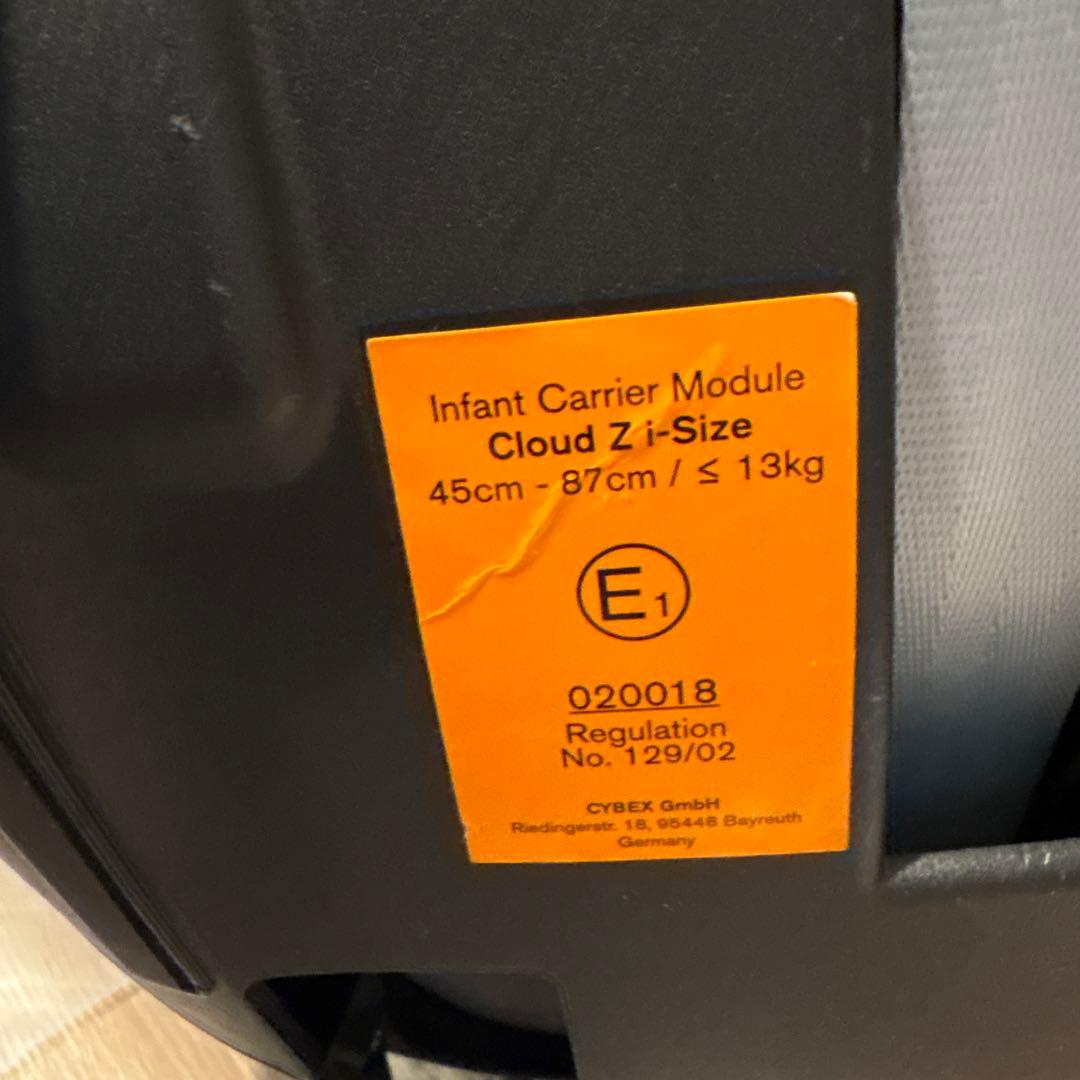 Infant Carrier Module
Cloud Z i-Size
45cm - 87cm / ≤ 13kg
E1
020018
Regulation
No. 129/02
CYBEX GmbH
Riedingerstr. 18, 95448 Bayreuth
Germany